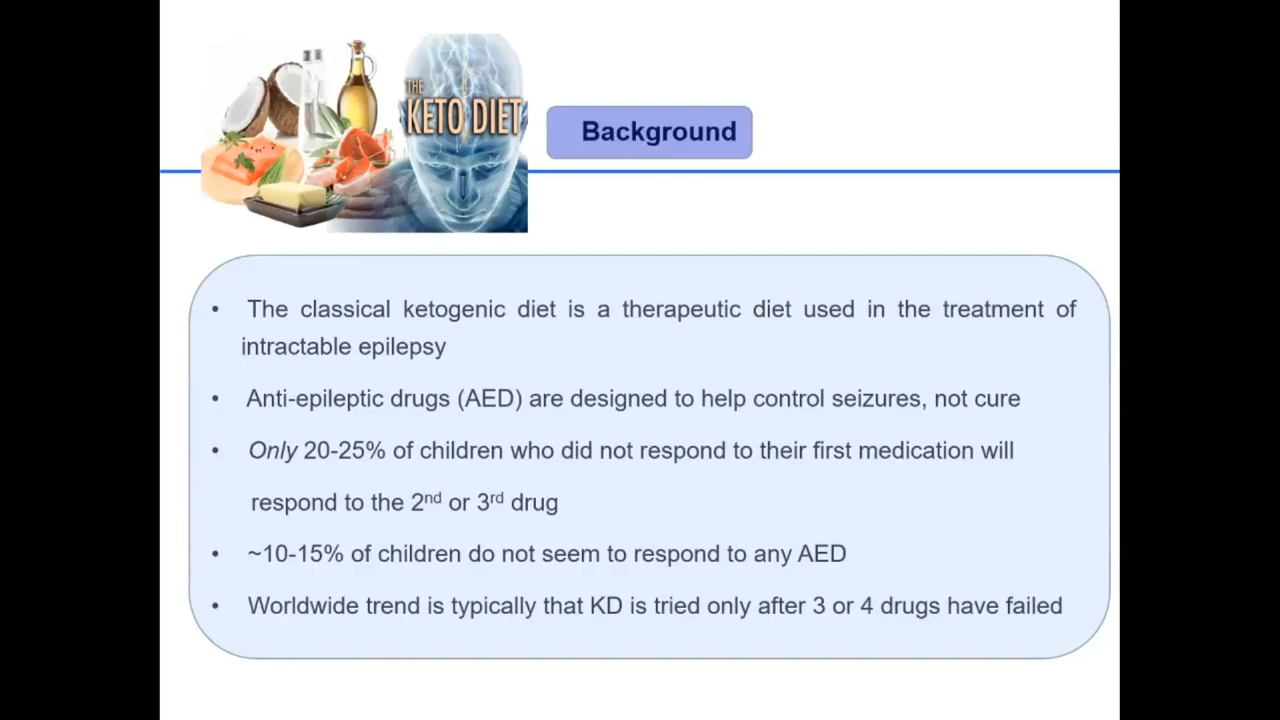 THE
KETO DIET
Background
• The classical ketogenic diet is a therapeutic diet used in the treatment of
intractable epilepsy
• Anti-epileptic drugs (AED) are designed to help control seizures, not cure
• Only 20-25% of children who did not respond to their first medication will
respond to the 2nd or 3rd drug
• ~10-15% of children do not seem to respond to any AED
• Worldwide trend is typically that KD is tried only after 3 or 4 drugs have failed